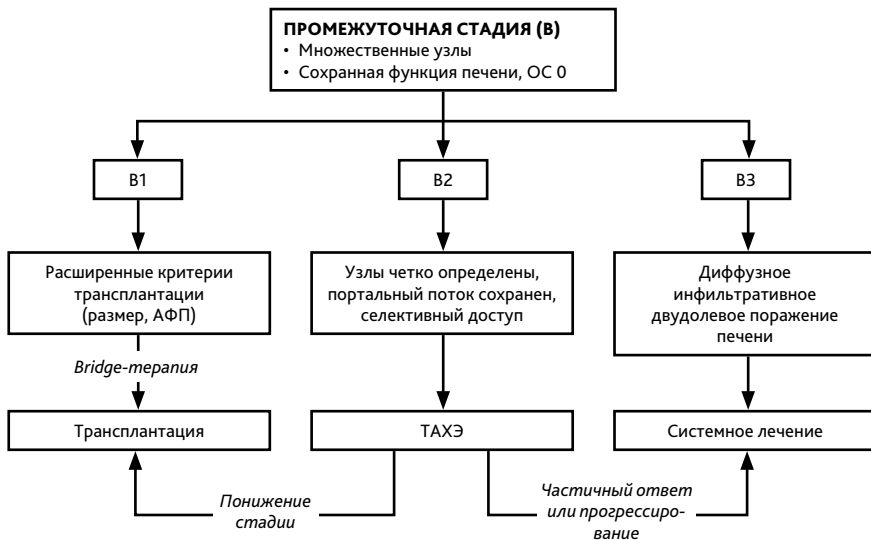 ПРОМЕЖУТОЧНАЯ СТАДИЯ (B)
• Множественные узлы
• Сохранная функция печени, ОС 0
B1
B2
B3
Расширенные критерии
трансплантации
(размер, АФП)
Узлы четко определены,
портальный поток сохранен,
селективный доступ
Диффузное
инфильтративное
двудолевое поражение
печени
Bridge-терапия
Трансплантация
ТАХЭ
Системное лечение
Понижение
стадии
Частичный ответ
или прогрессиро-
вание